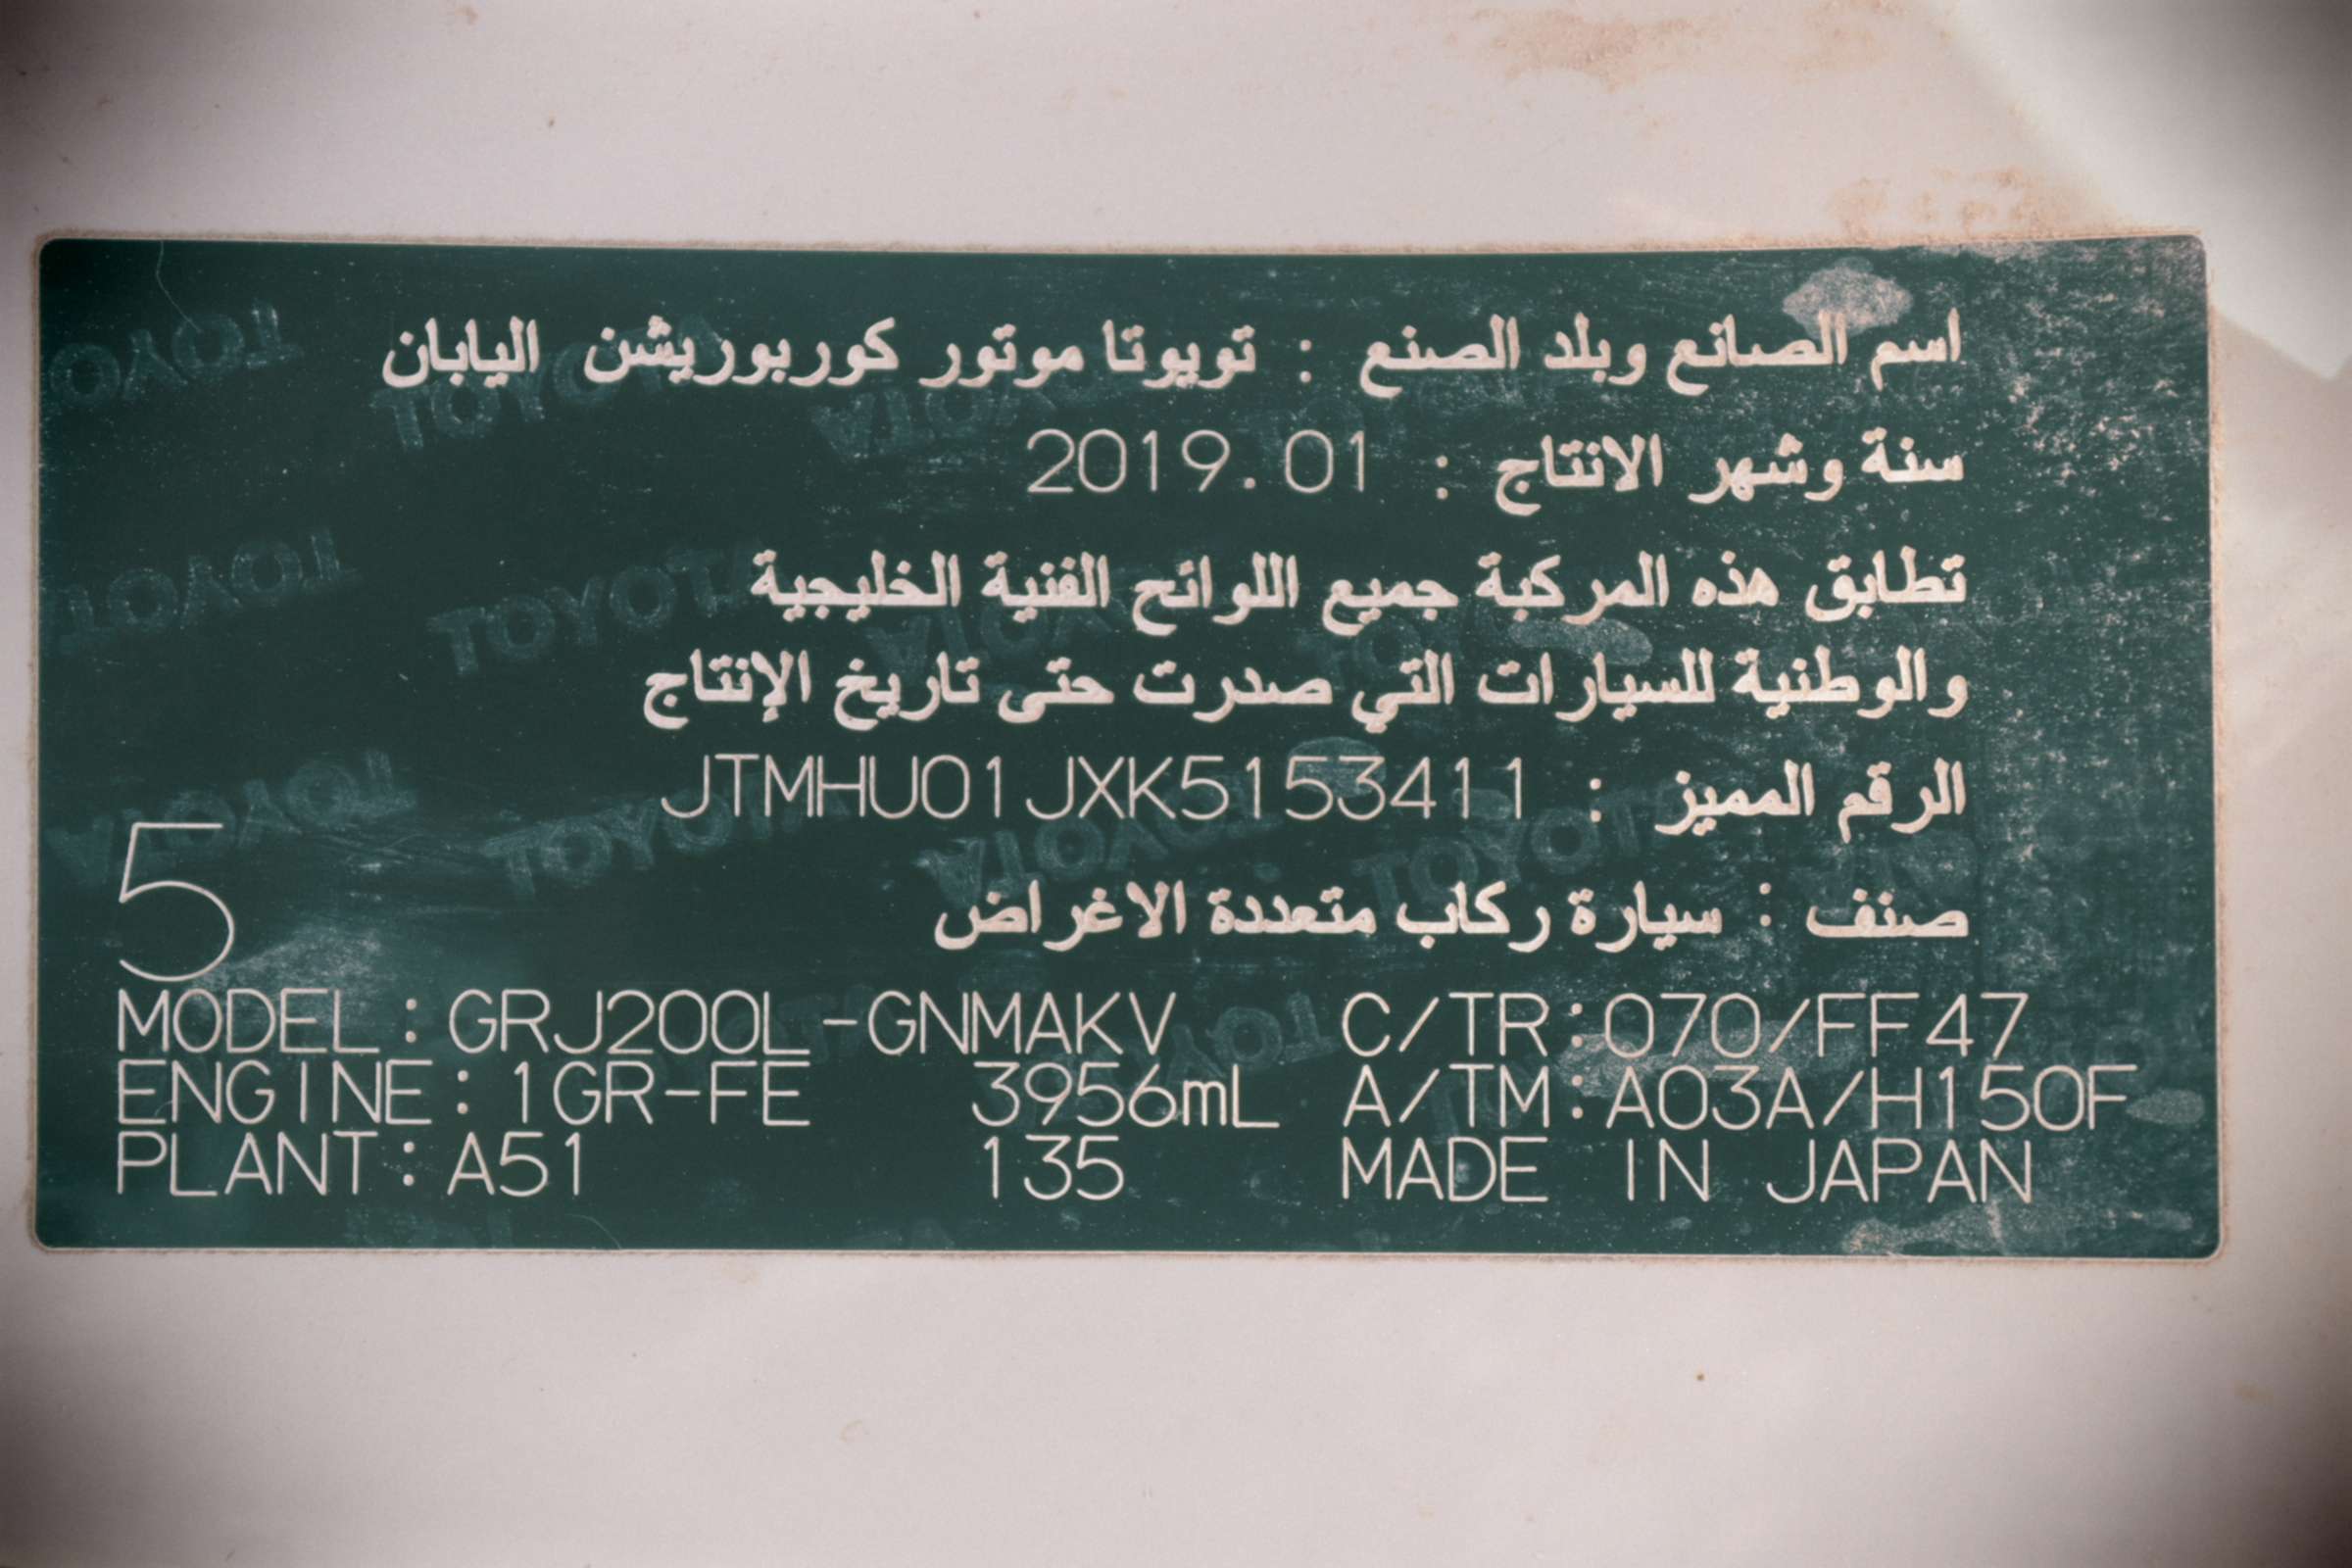 اسم الصانع وبلد الصنع : تويوتا موتور كوربوريشن اليابان
سنة وشهر الانتاج : 2019.01
تطابق هذه المركبة جميع اللوائح الفنية الخليجية
والوطنية للسيارات التي صدرت حتى تاريخ الإنتاج
الرقم المميز : JTMHU01JXK5153411
صنف : سيارة ركاب متعددة الاغراض
5
MODEL : GRJ200L-GNMAKV C/TR:070/FF47
ENGINE: 1GR-FE 3956mL A/TM:A03A/H150F
PLANT: A51 135 MADE IN JAPAN